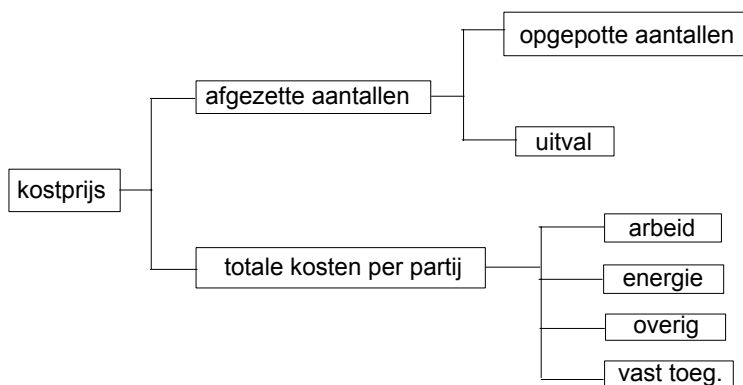 kostprijs
afgezette aantallen
opgepotte aantallen
uitval
totale kosten per partij
arbeid
energie
overig
vast toeg.